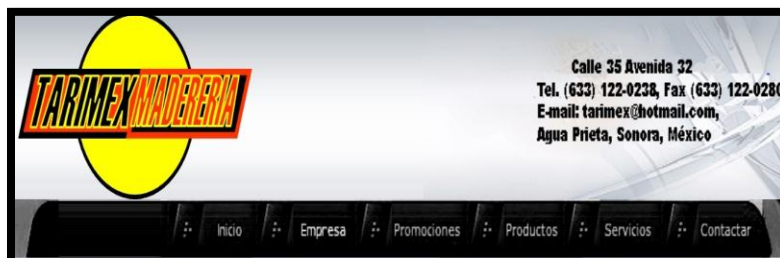 TARIMEX MADERERIA
Calle 35 Avenida 32
Tel. (633) 122-0238, Fax (633) 122-0280
E-mail: tarimex@hotmail.com,
Agua Prieta, Sonora, México
Inicio Empresa Promociones Productos Servicios Contactar